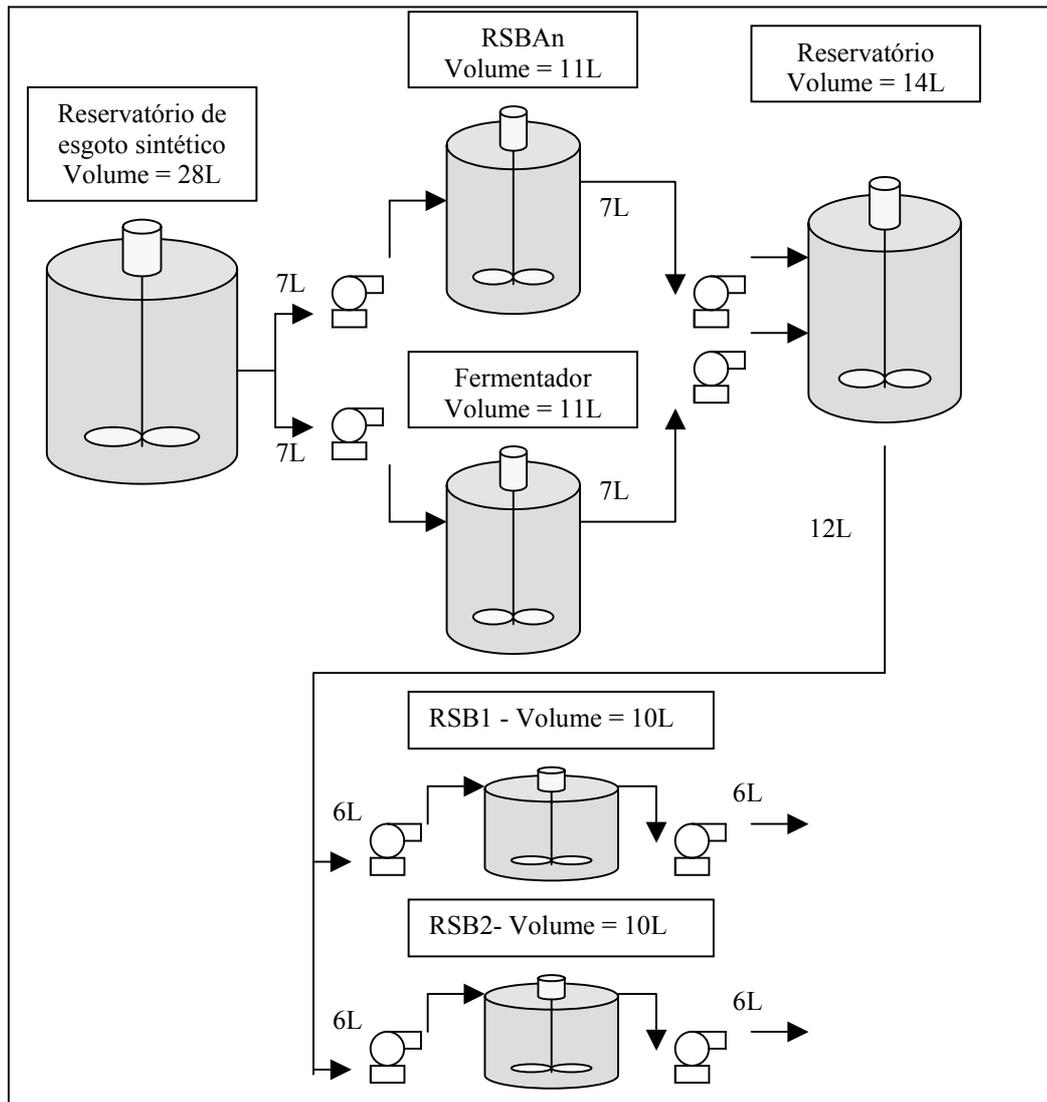 RSBAn
Volume = 11L
Reservatório
Volume = 14L
Reservatório de
esgoto sintético
Volume = 28L
7L
7L
Fermentador
Volume = 11L
7L
7L
12L
RSB1 - Volume = 10L
6L
6L
RSB2- Volume = 10L
6L
6L